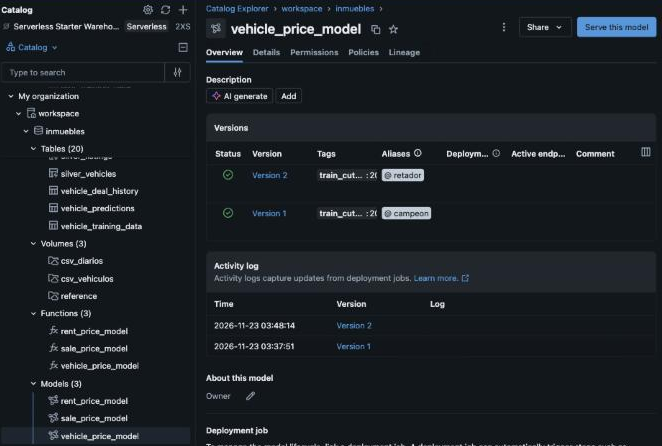 Catalog
Serverless Starter Wareho... Serverless 2XS
Catalog
Type to search
My organization
workspace
inmuebles
Tables (20)
silver_vehicles
vehicle_deal_history
vehicle_predictions
vehicle_training_data
Volumes (3)
csv_diarios
csv_vehiculos
reference
Functions (3)
rent_price_model
sale_price_model
vehicle_price_model
Models (3)
rent_price_model
sale_price_model
vehicle_price_model
Catalog Explorer > workspace > inmuebles >
vehicle_price_model
Share
Serve this model
Overview Details Permissions Policies Lineage
Description
AI generate Add
Versions
Status Version Tags Aliases Deploym... Active endp... Comment
Version 2 train_cut... : 20 @ retador
Version 1 train_cut... : 20 @ campeon
Activity log
Activity logs capture updates from deployment jobs. Learn more.
Time Version Log
2026-11-23 03:48:14 Version 2
2026-11-23 03:37:51 Version 1
About this model
Owner
Deployment job